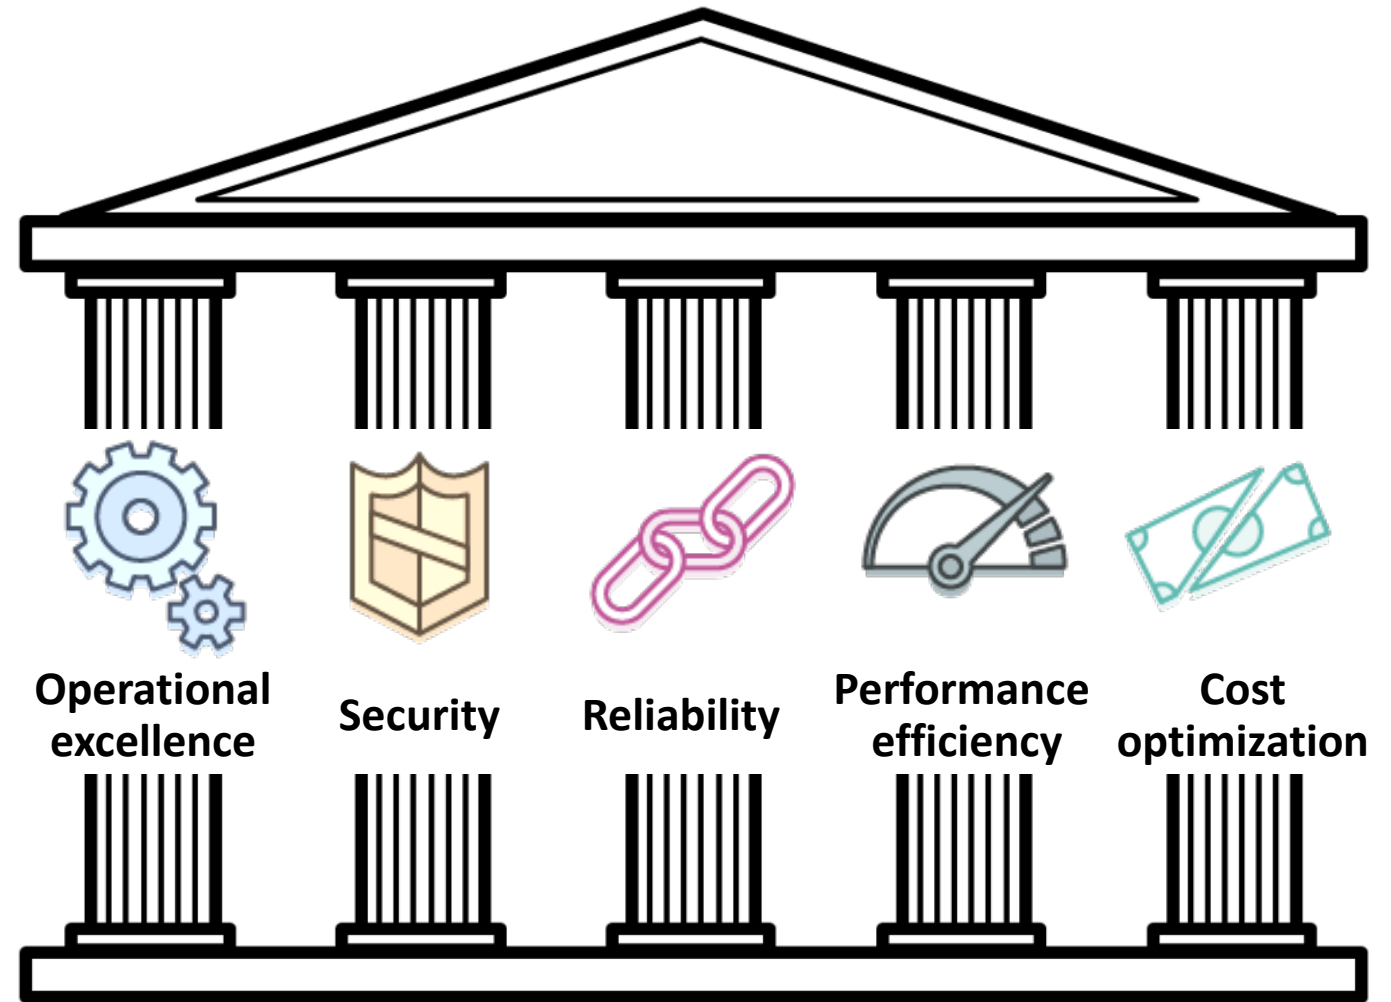 Operational
excellence
Security
Reliability
Performance
efficiency
Cost
optimization